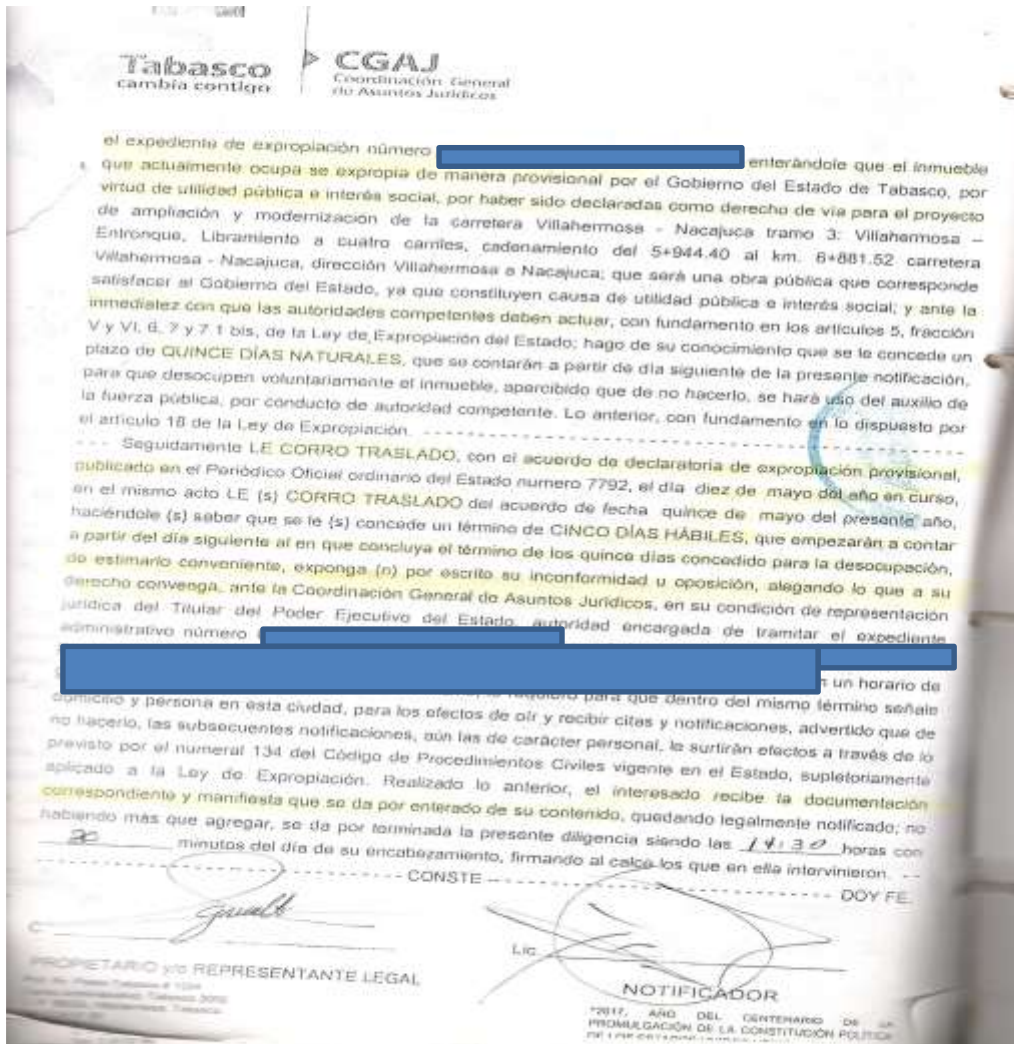 Tabasco
cambia contigo
CGAJ
Coordinación General
de Asuntos Jurídicos
el expediente de expropiación número enterándole que el inmueble
que actualmente ocupa se expropia de manera provisional por el Gobierno del Estado de Tabasco, por
virtud de utilidad pública e interés social, por haber sido declaradas como derecho de vía para el proyecto
de ampliación y modernización de la carretera Villahermosa - Nacajuca tramo 3: Villahermosa –
Entronque, Libramiento a cuatro carriles, cadenamiento del 5+944.40 al km. 6+881.52 carretera
Villahermosa - Nacajuca, dirección Villahermosa a Nacajuca; que será una obra pública que corresponde
satisfacer al Gobierno del Estado, ya que constituyen causa de utilidad pública e interés social; y ante la
inmediatez con que las autoridades competentes deben actuar, con fundamento en los artículos 5, fracción
V y VI, 6, 7 y 7.1 bis, de la Ley de Expropiación del Estado; hago de su conocimiento que se le concede un
plazo de QUINCE DÍAS NATURALES, que se contarán a partir de día siguiente de la presente notificación,
para que desocupen voluntariamente el inmueble, apercibido que de no hacerlo, se hará uso del auxilio de
la fuerza pública, por conducto de autoridad competente. Lo anterior, con fundamento en lo dispuesto por
el artículo 18 de la Ley de Expropiación. - - - - - - - - - - - - - - - - - - - -
- - - Seguidamente LE CORRO TRASLADO, con el acuerdo de declaratoria de expropiación provisional,
publicado en el Periódico Oficial ordinario del Estado numero 7792, el día diez de mayo del año en curso,
en el mismo acto LE (s) CORRO TRASLADO del acuerdo de fecha quince de mayo del presente año,
haciéndole (s) saber que se le (s) concede un término de CINCO DÍAS HÁBILES, que empezarán a contar
a partir del día siguiente al en que concluya el término de los quince días concedido para la desocupación,
de estimarlo conveniente, exponga (n) por escrito su inconformidad u oposición, alegando lo que a su
derecho convenga, ante la Coordinación General de Asuntos Jurídicos, en su condición de representación
jurídica del Titular del Poder Ejecutivo del Estado, autoridad encargada de tramitar el expediente
administrativo número
un horario de
requiero para que dentro del mismo término señale
domicilio y persona en esta ciudad, para los efectos de oír y recibir citas y notificaciones, advertido que de
no hacerlo, las subsecuentes notificaciones, aún las de carácter personal, le surtirán efectos a través de lo
previsto por el numeral 134 del Código de Procedimientos Civiles vigente en el Estado, supletoriamente
aplicado a la Ley de Expropiación. Realizado lo anterior, el interesado recibe la documentación
correspondiente y manifiesta que se da por enterado de su contenido, quedando legalmente notificado; no
habiendo más que agregar, se da por terminada la presente diligencia siendo las 14:30 horas con
30 minutos del día de su encabezamiento, firmando al calce los que en ella intervinieron. --
- - - - - - - - - - CONSTE - - - - - - - - - - DOY FE.
C
Lic
PROPIETARIO y/o REPRESENTANTE LEGAL
NOTIFICADOR
"2017, AÑO DEL CENTENARIO DE LA
PROMULGACIÓN DE LA CONSTITUCIÓN POLÍTICA